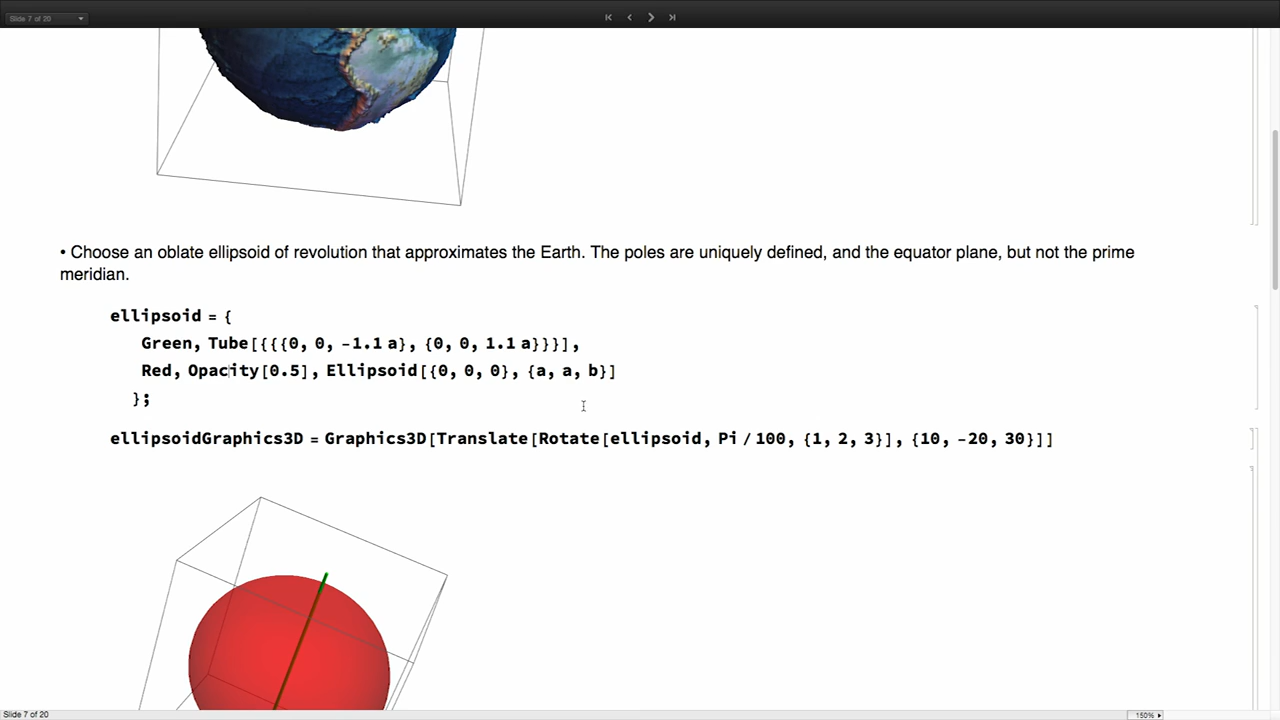 Slide 7 of 20
• Choose an oblate ellipsoid of revolution that approximates the Earth. The poles are uniquely defined, and the equator plane, but not the prime
meridian.
ellipsoid = {
Green, Tube[{{{0, 0, -1.1 a}, {0, 0, 1.1 a}}}],
Red, Opacity[0.5], Ellipsoid[{0, 0, 0}, {a, a, b}]
};
ellipsoidGraphics3D = Graphics3D[Translate[Rotate[ellipsoid, Pi / 100, {1, 2, 3}], {10, -20, 30}]]
Slide 7 of 20
150%